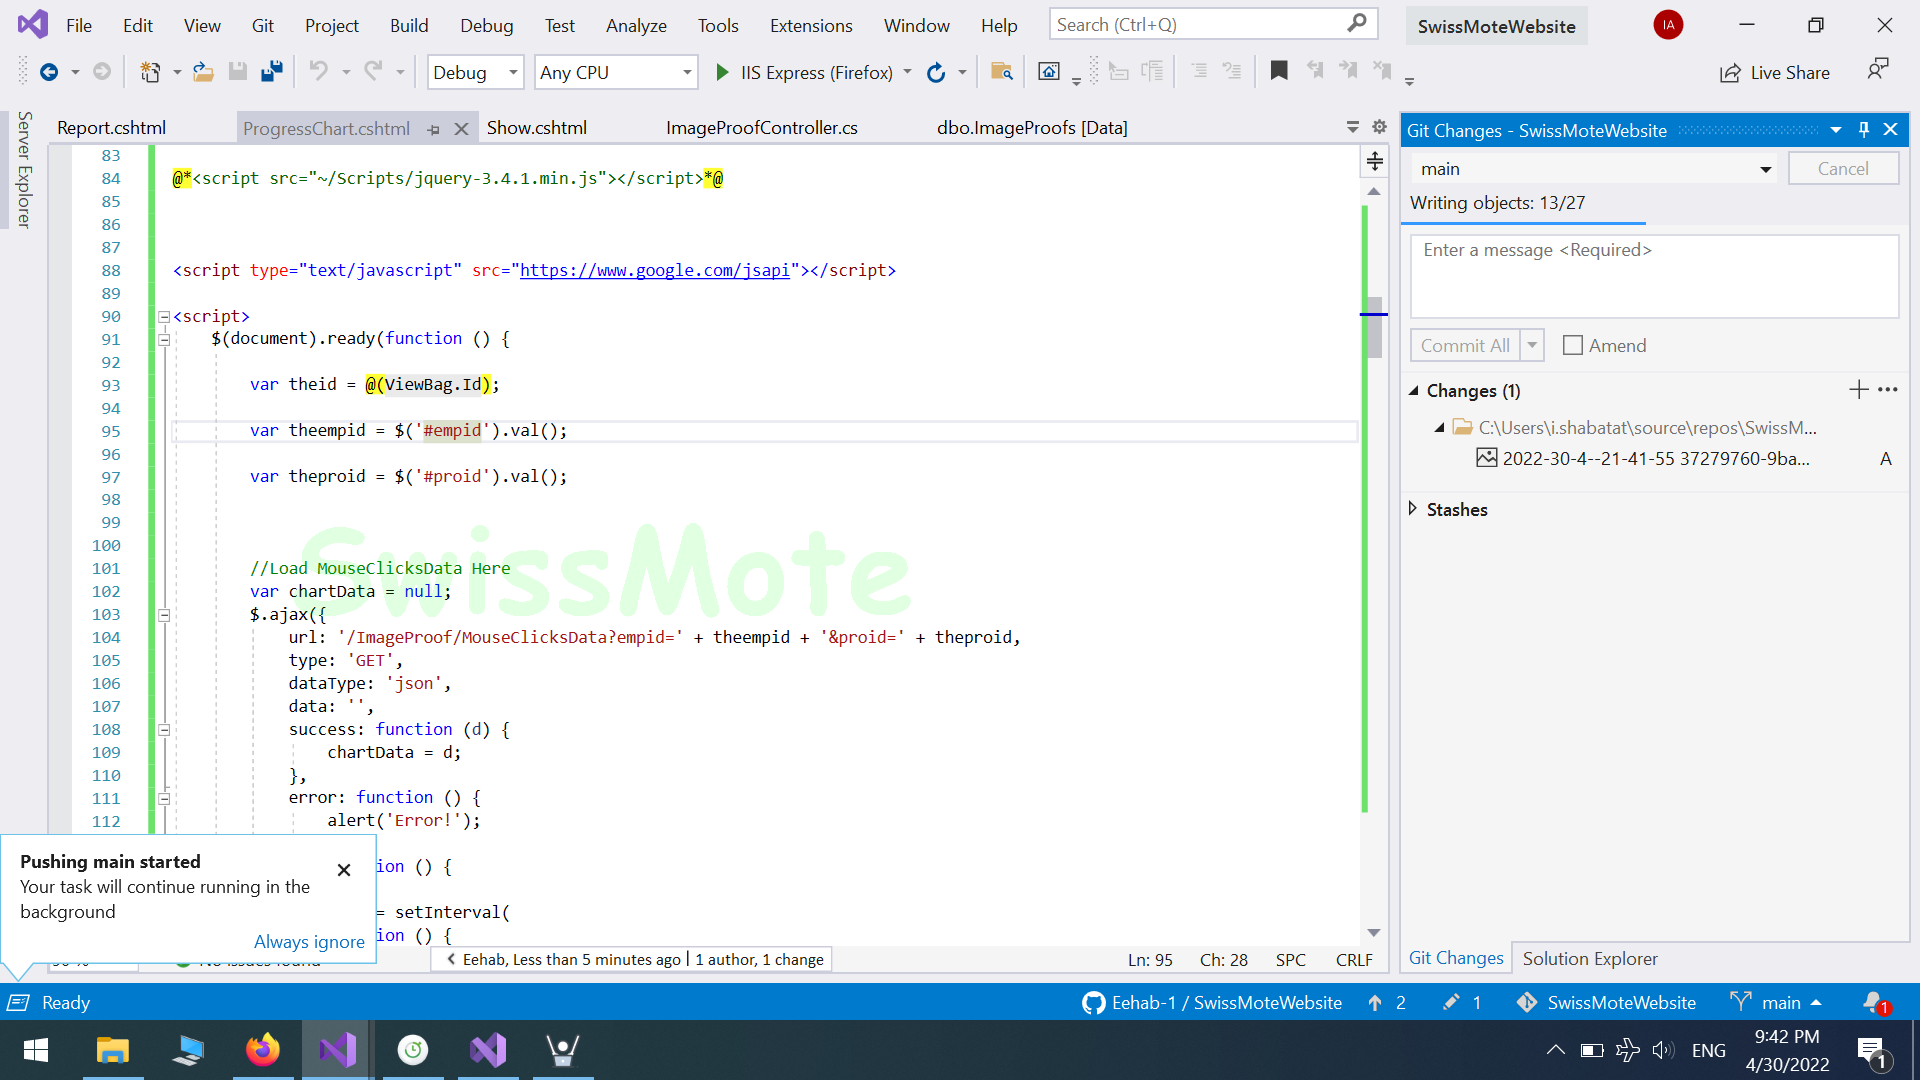 File Edit View Git Project Build Debug Test Analyze Tools Extensions Window Help Search (Ctrl+Q) SwissMoteWebsite IA
Debug Any CPU IIS Express (Firefox) Live Share
Server Explorer
Report.cshtml ProgressChart.cshtml Show.cshtml ImageProofController.cs dbo.ImageProofs [Data]
83
84 @*<script src="~/Scripts/jquery-3.4.1.min.js"></script>*@
85
86
87
88 <script type="text/javascript" src="https://www.google.com/jsapi"></script>
89
90 <script>
91 $(document).ready(function () {
92
93 var theid = @(ViewBag.Id);
94
95 var theempid = $('#empid').val();
96
97 var theproid = $('#proid').val();
98
99
100
SwissMote
101 //Load MouseClicksData Here
102 var chartData = null;
103 $.ajax({
104 url: '/ImageProof/MouseClicksData?empid=' + theempid + '&proid=' + theproid,
105 type: 'GET',
106 dataType: 'json',
107 data: '',
108 success: function (d) {
109 chartData = d;
110 },
111 error: function () {
112 alert('Error!');
ion () {
= setInterval(
ion () {
Pushing main started
Your task will continue running in the
background
Always ignore
Eehab, Less than 5 minutes ago | 1 author, 1 change
Ln: 95 Ch: 28 SPC CRLF
Git Changes - SwissMoteWebsite
main Cancel
Writing objects: 13/27
Enter a message <Required>
Commit All Amend
Changes (1)
C:\Users\i.shabatat\source\repos\SwissM...
2022-30-4--21-41-55 37279760-9ba... A
Stashes
Git Changes Solution Explorer
Ready Eehab-1 / SwissMoteWebsite 2 1 SwissMoteWebsite main 1
ENG 9:42 PM
4/30/2022 1